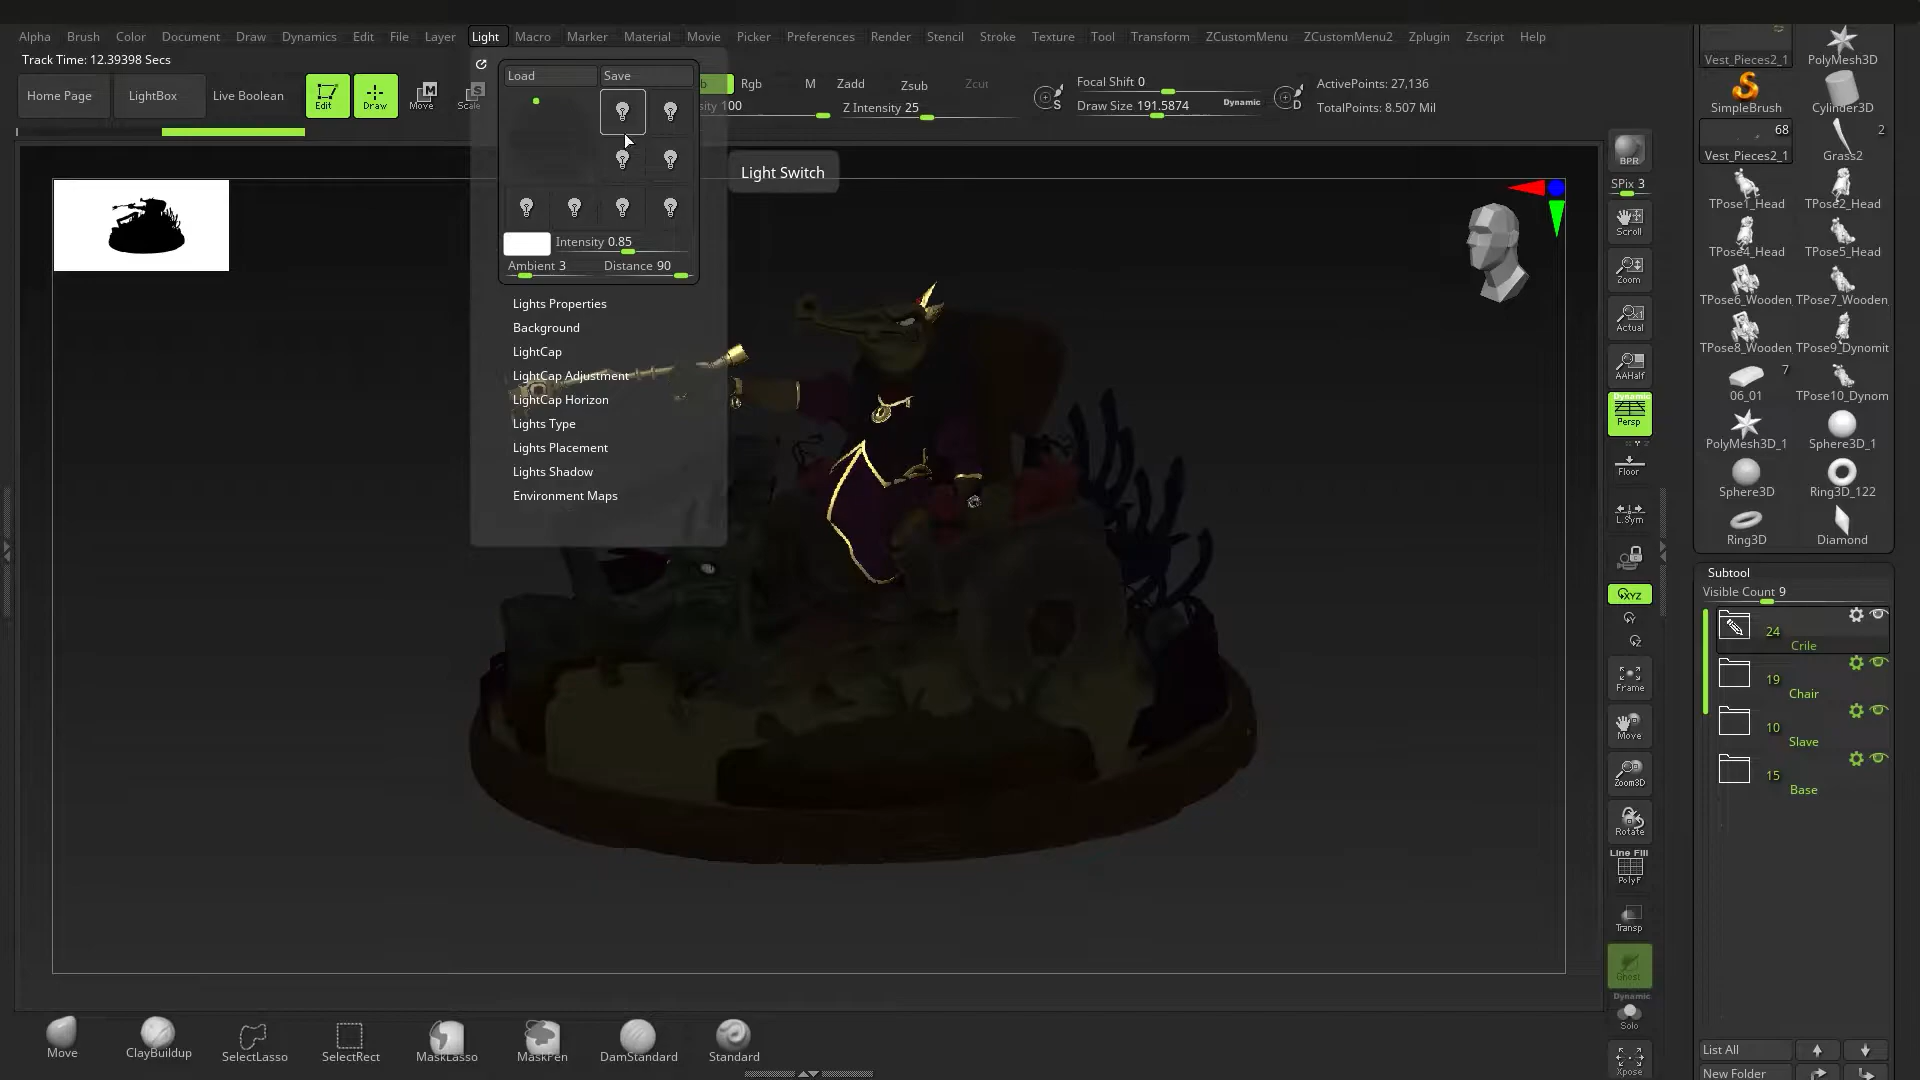 Alpha Brush Color Document Draw Dynamics Edit File Layer Light Macro Marker Material Movie Picker Preferences Render Stencil Stroke Texture Tool Transform ZCustomMenu ZCustomMenu2 Zplugin Zscript Help
Track Time: 12.39398 Secs
Home Page
LightBox
Live Boolean
Edit
Draw
Move
Scale
Load
Save
Rgb
M
Zadd
Zsub
Zcut
100
Z Intensity 25
Focal Shift 0
Draw Size 191.5874
Dynamic
S
D
ActivePoints: 27,136
TotalPoints: 8.507 Mil
Light Switch
Intensity 0.85
Ambient 3
Distance 90
Lights Properties
Background
LightCap
LightCap Adjustment
LightCap Horizon
Lights Type
Lights Placement
Lights Shadow
Environment Maps
BPR
SPix 3
Scroll
Zoom
Actual
AAHalf
Dynamic
Persp
Floor
L.Sym
XYZ
Frame
Move
Zoom3D
Rotate
Line Fill
PolyF
Transp
Ghost
Dynamic
Solo
Xpose
Vest_Pieces2_1
PolyMesh3D
SimpleBrush
Cylinder3D
68
Vest_Pieces2_1
2
Grass2
TPose1_Head
TPose2_Head
TPose4_Head
TPose5_Head
TPose6_Wooden
TPose7_Wooden
TPose8_Wooden
TPose9_Dynomit
7
06_01
TPose10_Dynom
PolyMesh3D_1
Sphere3D_1
Sphere3D
Ring3D_122
Ring3D
Diamond
Subtool
Visible Count 9
24
Crile
19
Chair
10
Slave
15
Base
List All
New Folder
Move
ClayBuildup
SelectLasso
SelectRect
MaskLasso
MaskPen
DamStandard
Standard